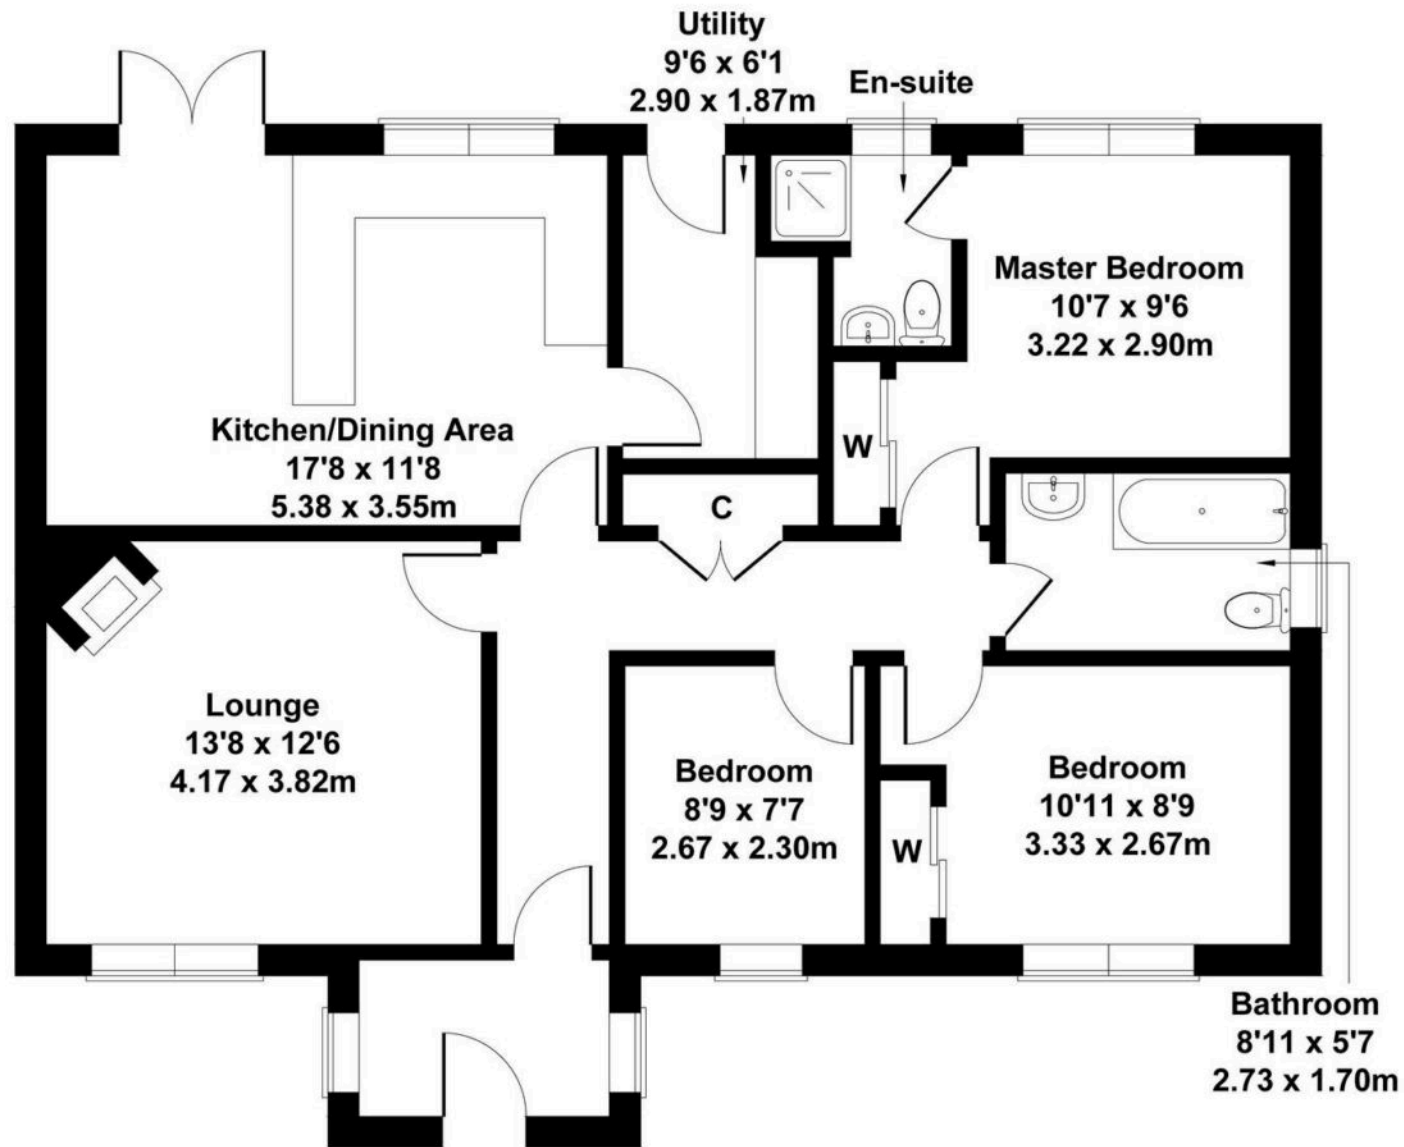 Utility
9'6 x 6'1
2.90 x 1.87m
En-suite
Master Bedroom
10'7 x 9'6
3.22 x 2.90m
Kitchen/Dining Area
17'8 x 11'8
5.38 x 3.55m
W
C
Lounge
13'8 x 12'6
4.17 x 3.82m
Bedroom
8'9 x 7'7
2.67 x 2.30m
W
Bedroom
10'11 x 8'9
3.33 x 2.67m
Bathroom
8'11 x 5'7
2.73 x 1.70m